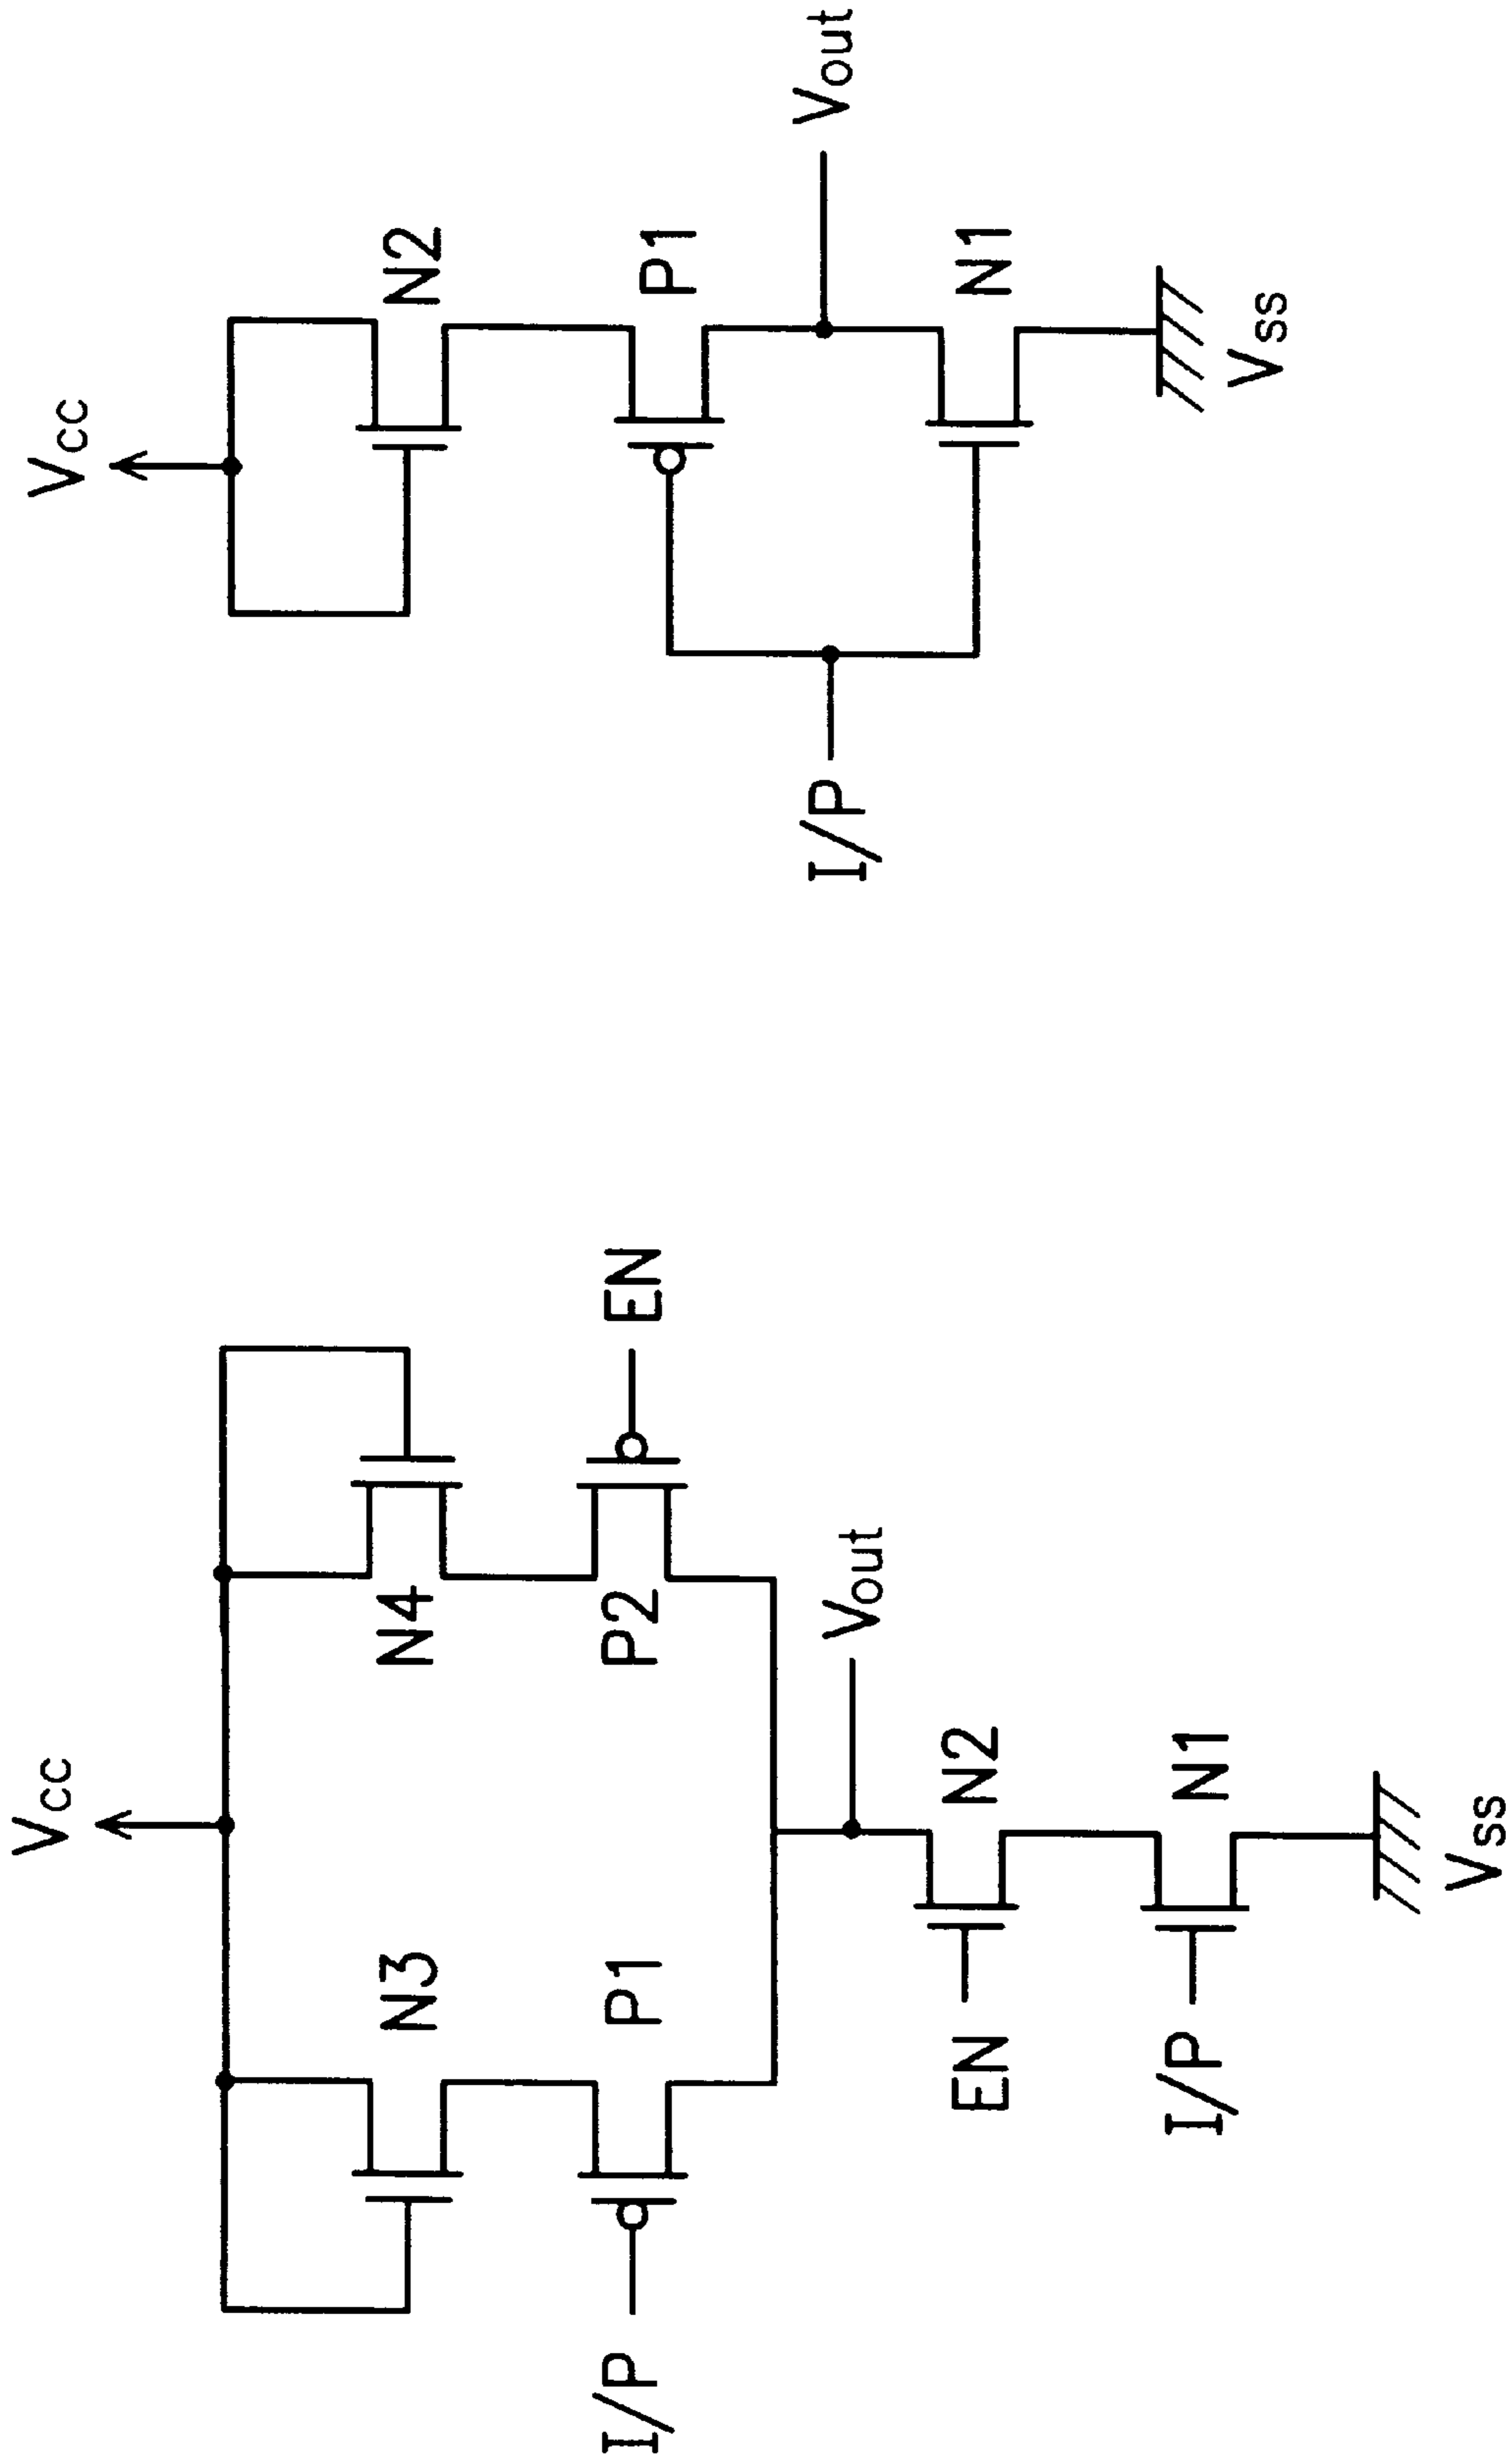 Vcc
N3
N4
I/P
P1
P2
EN
Vout
EN
N2
I/P
N1
Vss
Vcc
N2
P1
I/P
Vout
N1
Vss